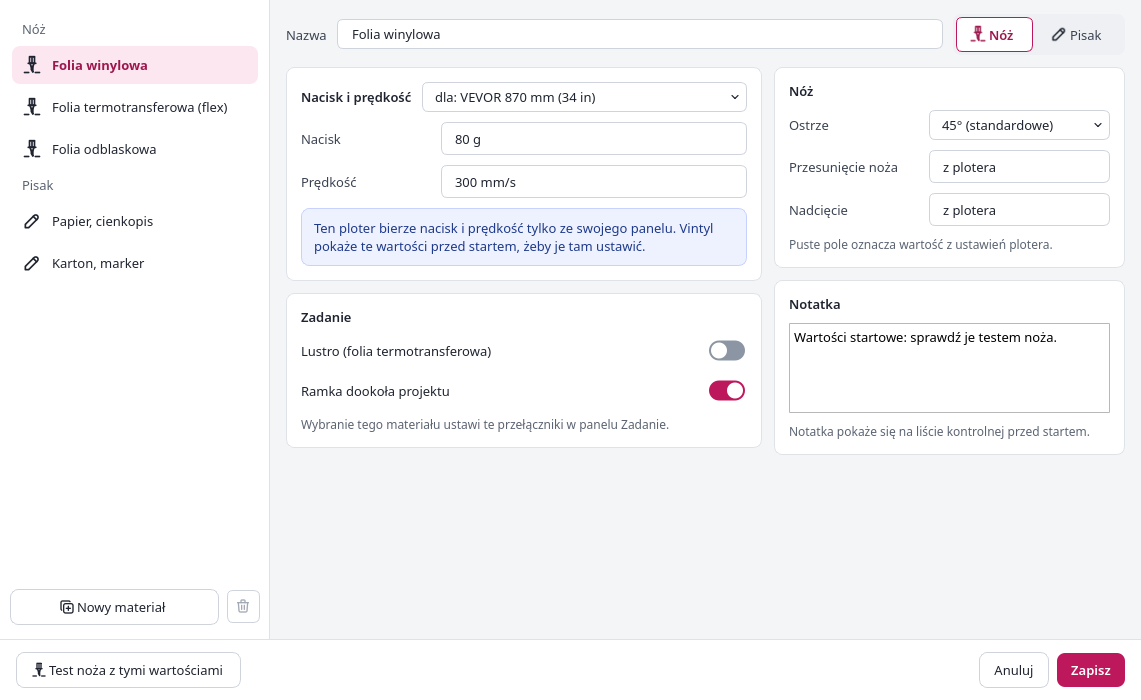 Nóż
Folia winylowa
Folia termotransferowa (flex)
Folia odblaskowa
Pisak
Papier, cienkopis
Karton, marker
Nowy materiał
Nazwa
Folia winylowa
Nóż
Pisak
Nacisk i prędkość
dla: VEVOR 870 mm (34 in)
Nacisk
80 g
Prędkość
300 mm/s
Ten ploter bierze nacisk i prędkość tylko ze swojego panelu. Vintyl
pokaże te wartości przed startem, żeby je tam ustawić.
Zadanie
Lustro (folia termotransferowa)
Ramka dookoła projektu
Wybranie tego materiału ustawi te przełączniki w panelu Zadanie.
Nóż
Ostrze
45° (standardowe)
Przesunięcie noża
z plotera
Nadcięcie
z plotera
Puste pole oznacza wartość z ustawień plotera.
Notatka
Wartości startowe: sprawdź je testem noża.
Notatka pokaże się na liście kontrolnej przed startem.
Test noża z tymi wartościami
Anuluj
Zapisz